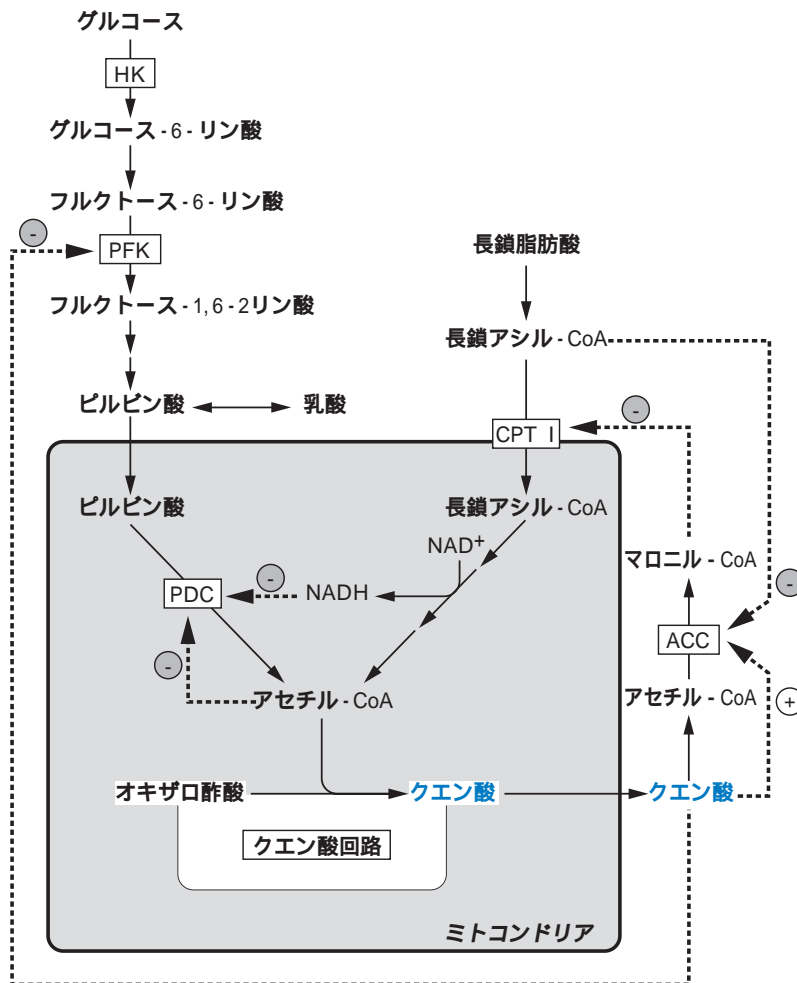 グルコース
HK
グルコース - 6 - リン酸
フルクトース - 6 - リン酸
-
PFK
フルクトース - 1, 6 - 2リン酸
ピルビン酸
乳酸
長鎖脂肪酸
長鎖アシル - CoA
-
CPT I
ピルビン酸
長鎖アシル - CoA
NAD+
マロニル - CoA
-
NADH
PDC
-
ACC
-
アセチル - CoA
アセチル - CoA
+
オキザロ酢酸
クエン酸
クエン酸
クエン酸回路
ミトコンドリア